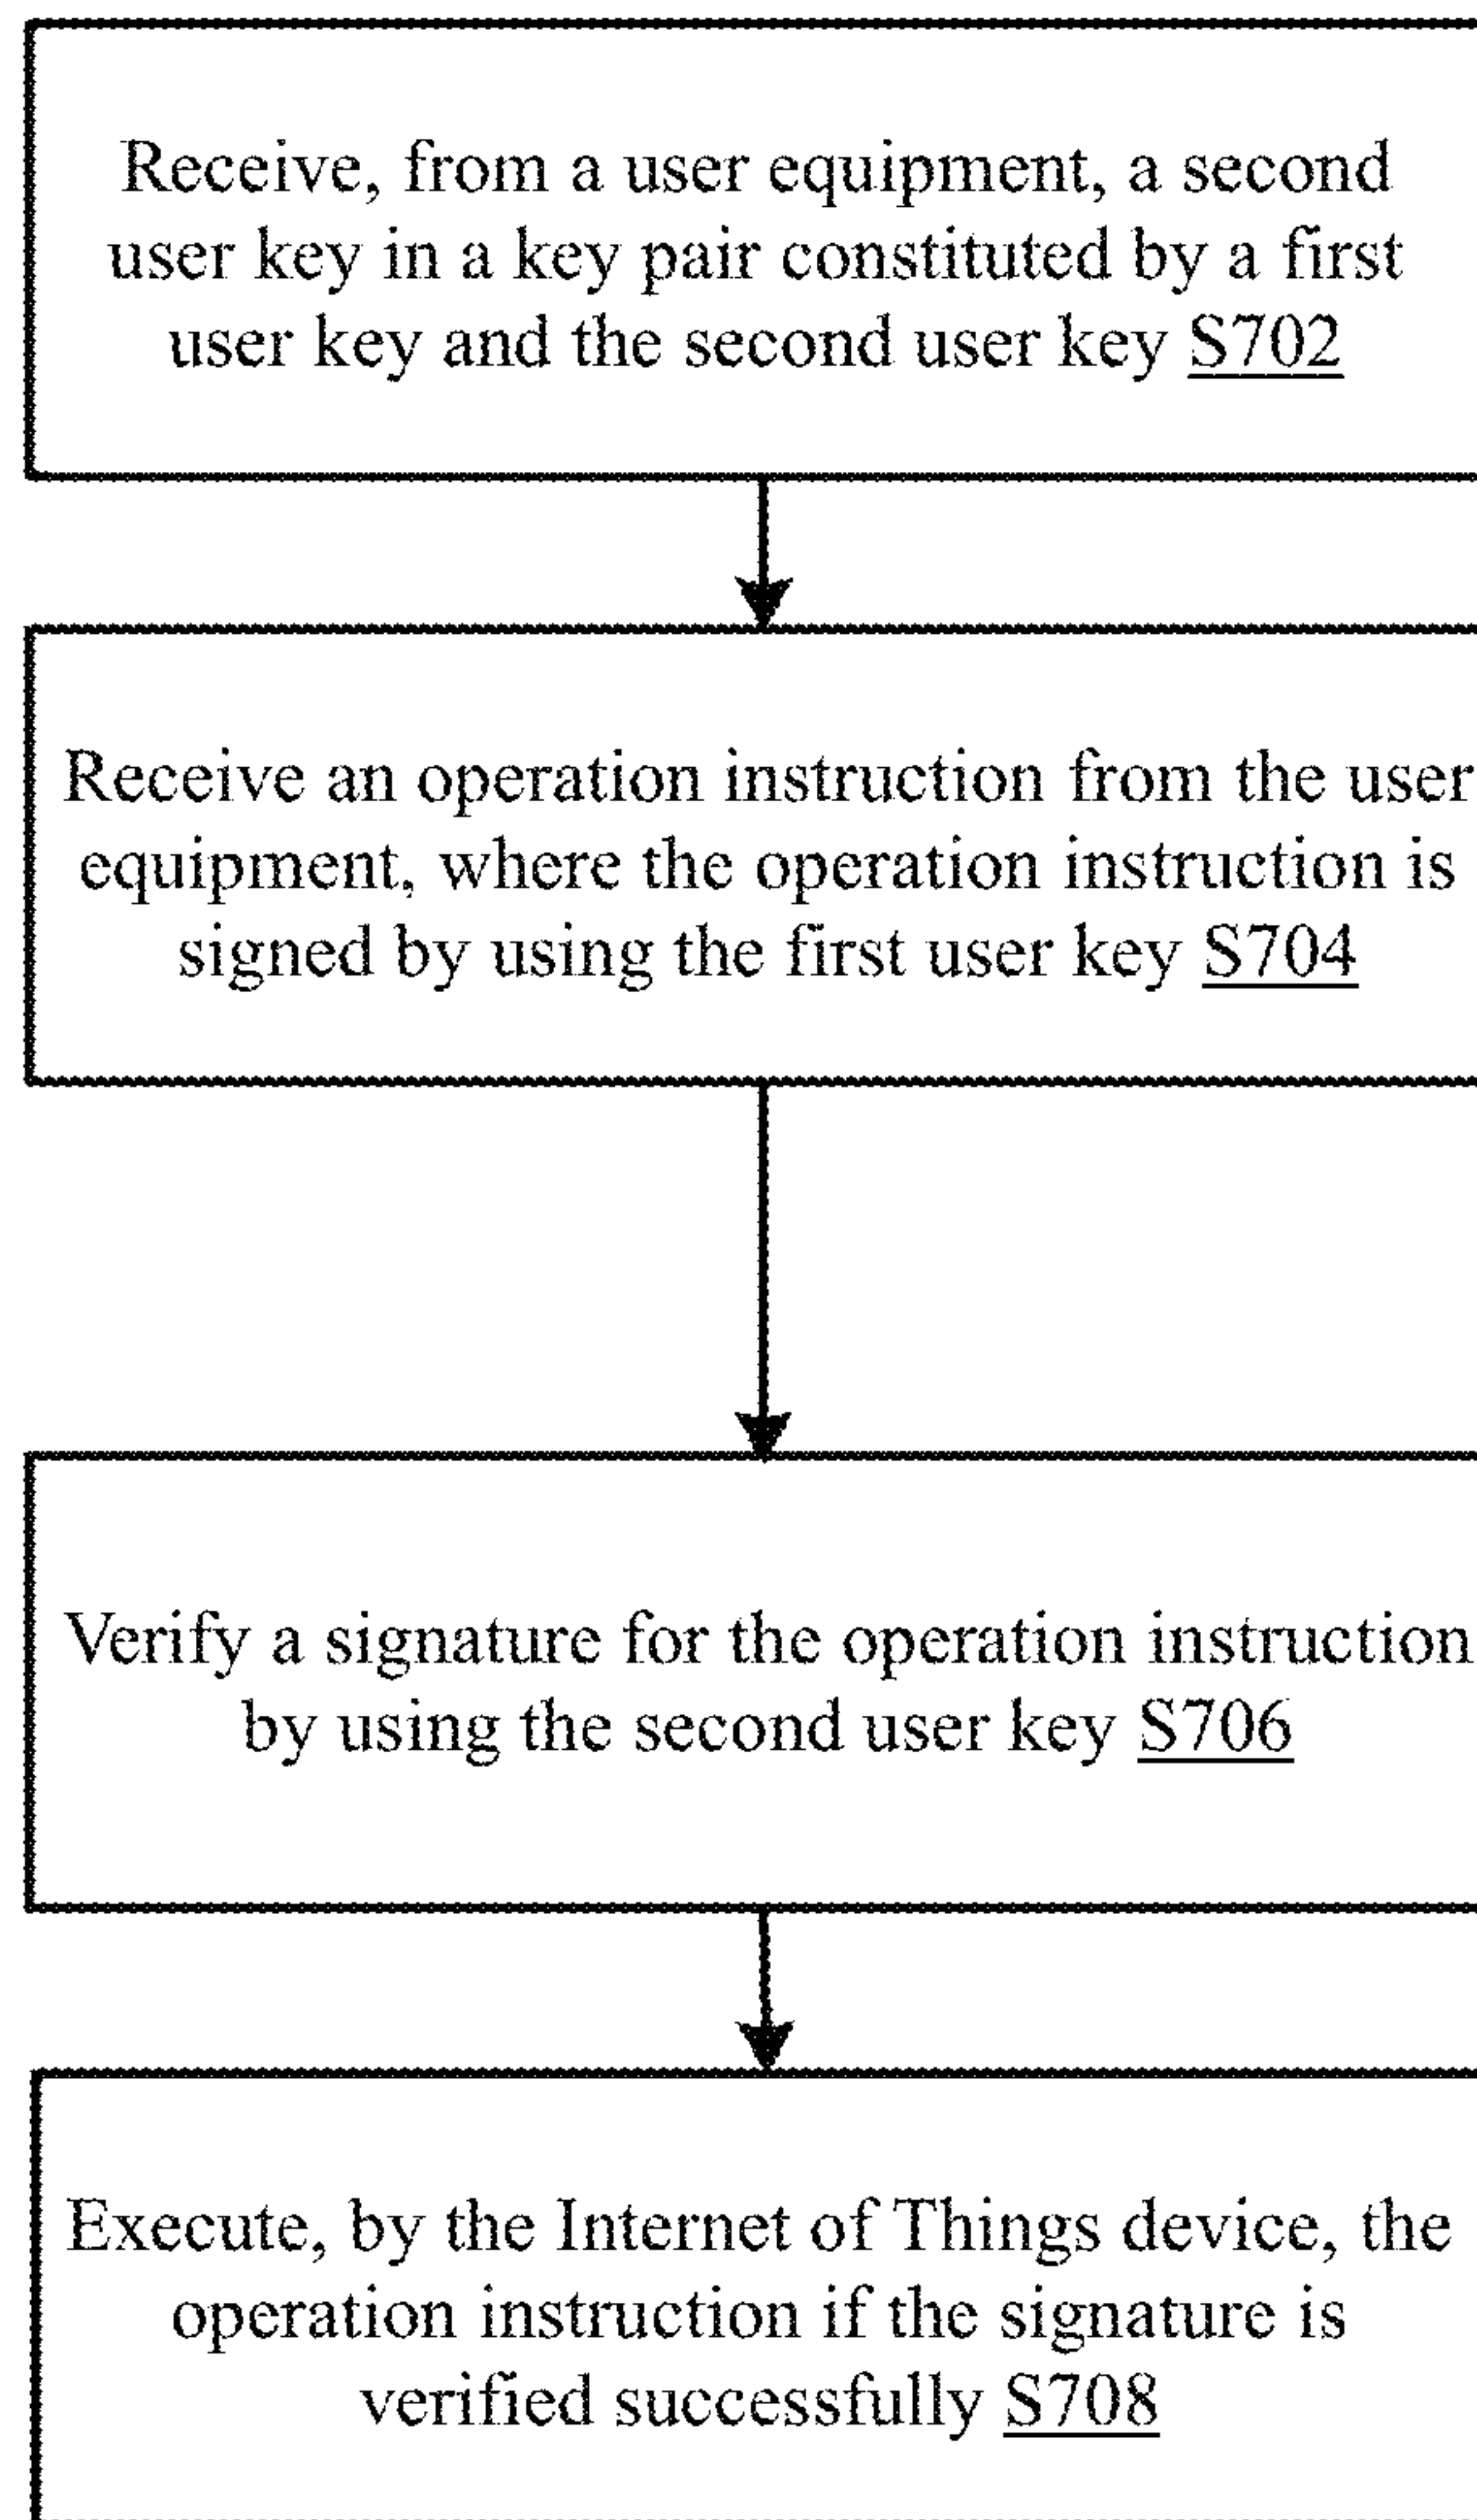 Receive, from a user equipment, a second
user key in a key pair constituted by a first
user key and the second user key S702
Receive an operation instruction from the user
equipment, where the operation instruction is
signed by using the first user key S704
Verify a signature for the operation instruction
by using the second user key S706
Execute, by the Internet of Things device, the
operation instruction if the signature is
verified successfully S708